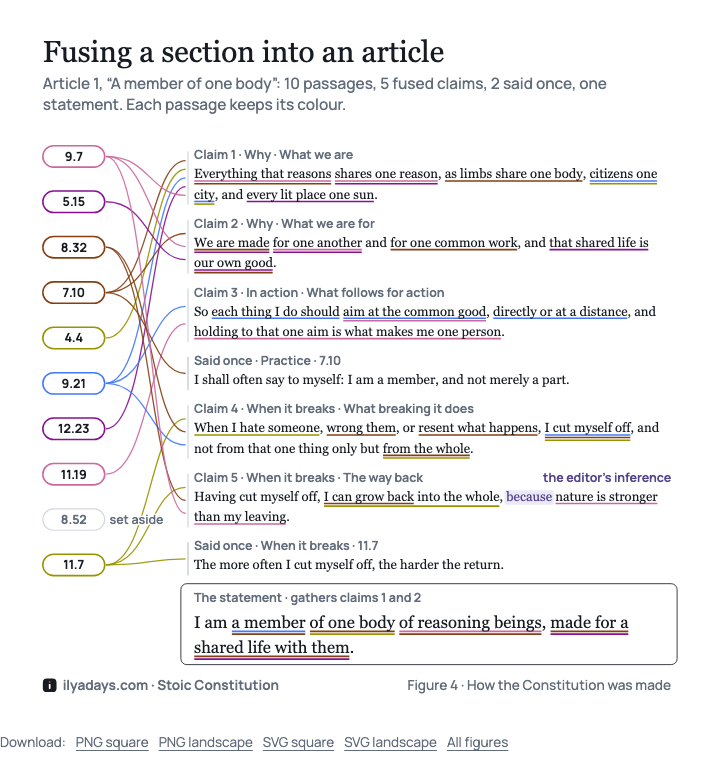 Fusing a section into an article
Article 1, “A member of one body”: 10 passages, 5 fused claims, 2 said once, one
statement. Each passage keeps its colour.
9.7
5.15
8.32
7.10
4.4
9.21
12.23
11.19
8.52 set aside
11.7
Claim 1 · Why · What we are
Everything that reasons shares one reason, as limbs share one body, citizens one
city, and every lit place one sun.
Claim 2 · Why · What we are for
We are made for one another and for one common work, and that shared life is
our own good.
Claim 3 · In action · What follows for action
So each thing I do should aim at the common good, directly or at a distance, and
holding to that one aim is what makes me one person.
Said once · Practice · 7.10
I shall often say to myself: I am a member, and not merely a part.
Claim 4 · When it breaks · What breaking it does
When I hate someone, wrong them, or resent what happens, I cut myself off, and
not from that one thing only but from the whole.
Claim 5 · When it breaks · The way back
the editor’s inference
Having cut myself off, I can grow back into the whole, because nature is stronger
than my leaving.
Said once · When it breaks · 11.7
The more often I cut myself off, the harder the return.
The statement · gathers claims 1 and 2
I am a member of one body of reasoning beings, made for a
shared life with them.
ilyadays.com · Stoic Constitution
Figure 4 · How the Constitution was made
Download: PNG square PNG landscape SVG square SVG landscape All figures